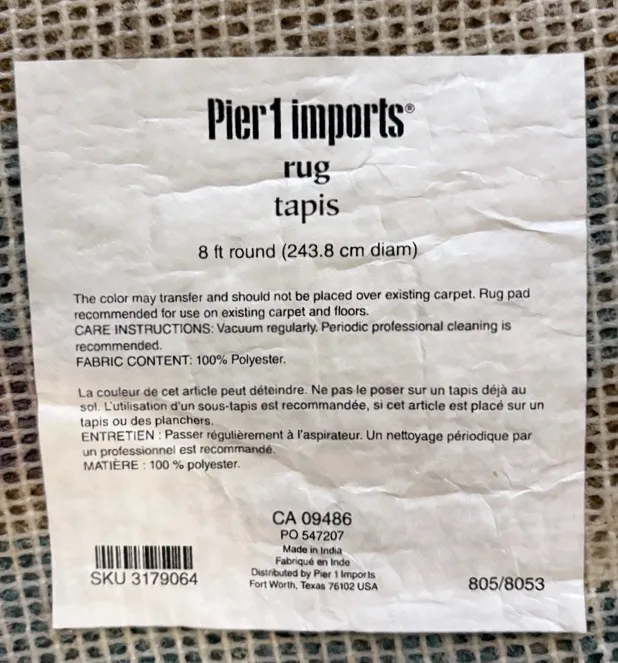 Pier1 imports®
rug
tapis
8 ft round (243.8 cm diam)
The color may transfer and should not be placed over existing carpet. Rug pad
recommended for use on existing carpet and floors.
CARE INSTRUCTIONS: Vacuum regularly. Periodic professional cleaning is
recommended.
FABRIC CONTENT: 100% Polyester.
La couleur de cet article peut déteindre. Ne pas le poser sur un tapis déjà au
sol. L'utilisation d'un sous-tapis est recommandée, si cet article est placé sur un
tapis ou des planchers.
ENTRETIEN : Passer régulièrement à l'aspirateur. Un nettoyage périodique par
un professionnel est recommandé.
MATIÈRE : 100 % polyester.
CA 09486
PO 547207
Made in India
Fabriqué en Inde
Distributed by Pier 1 Imports
Fort Worth, Texas 76102 USA
SKU 3179064
805/8053